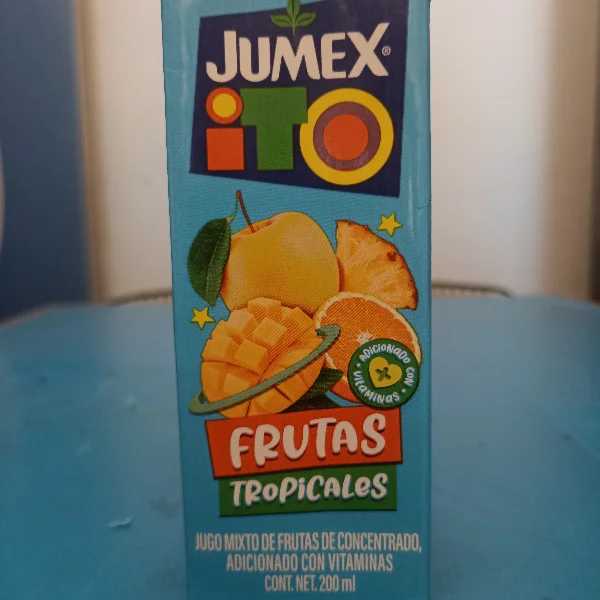 JUMEX®
iTO
ADICIONADO CON
VITAMINAS
FRUTAS
TROPiCALES
JUGO MIXTO DE FRUTAS DE CONCENTRADO,
ADICIONADO CON VITAMINAS
CONT. NET. 200 ml